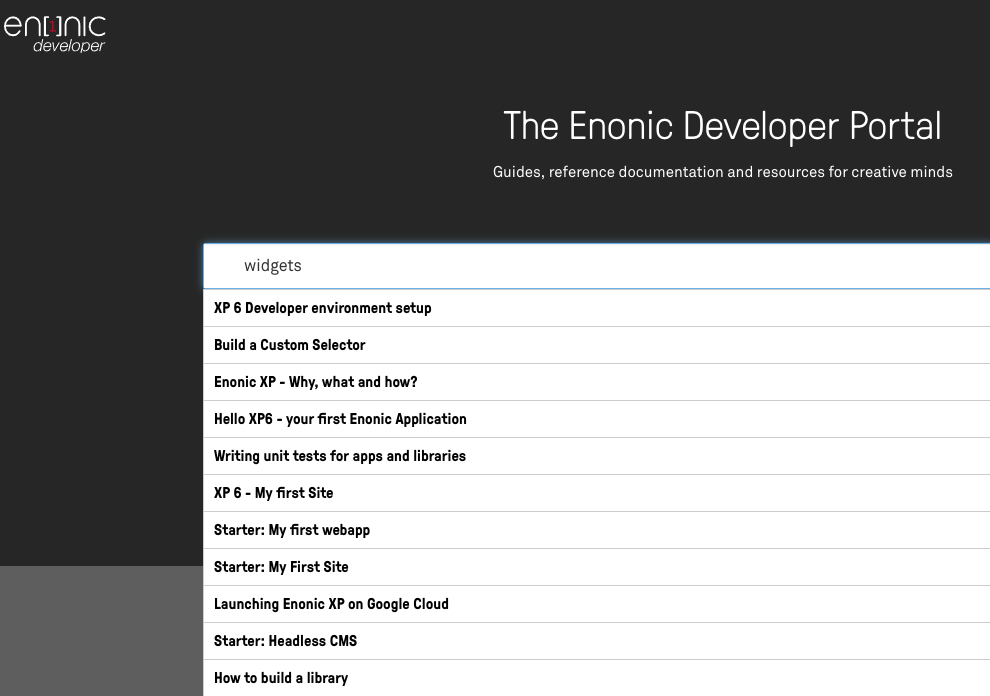 enonic
developer
The Enonic Developer Portal
Guides, reference documentation and resources for creative minds
widgets
XP 6 Developer environment setup
Build a Custom Selector
Enonic XP - Why, what and how?
Hello XP6 - your first Enonic Application
Writing unit tests for apps and libraries
XP 6 - My first Site
Starter: My first webapp
Starter: My First Site
Launching Enonic XP on Google Cloud
Starter: Headless CMS
How to build a library